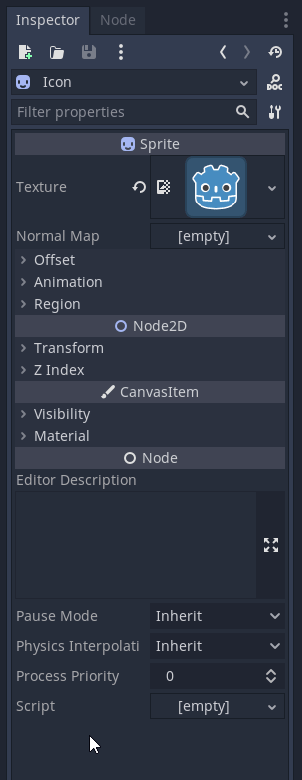 Inspector Node
Icon
DOC
Filter properties
Sprite
Texture
Normal Map [empty]
Offset
Animation
Region
Node2D
Transform
Z Index
CanvasItem
Visibility
Material
Node
Editor Description
Pause Mode Inherit
Physics Interpolati Inherit
Process Priority 0
Script [empty]